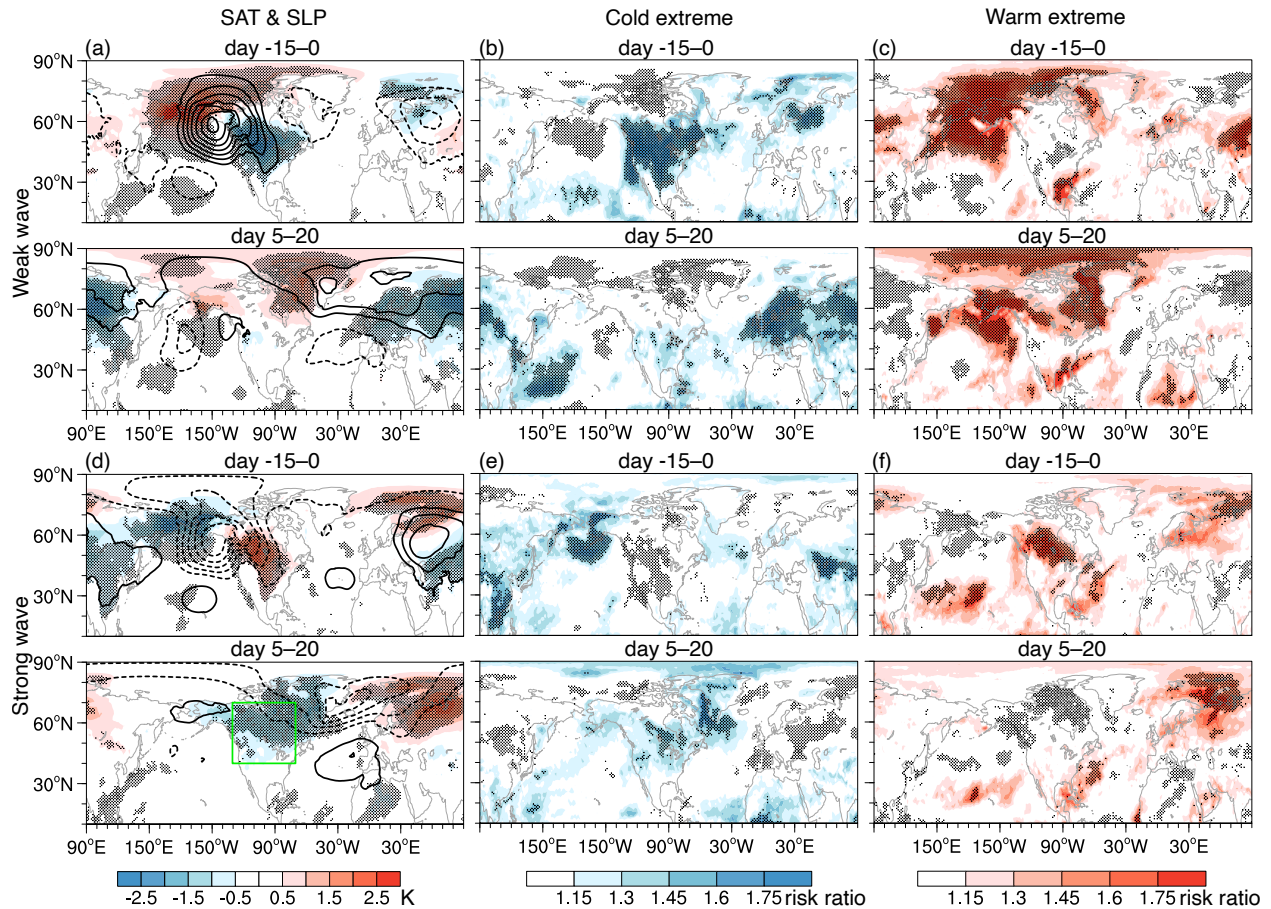 SAT & SLP Cold extreme Warm extreme
(a) day -15–0 (b) day -15–0 (c) day -15–0
90°N
60°N
30°N
Weak wave
day 5–20 day 5–20 day 5–20
90°N
60°N
30°N
90°E 150°E 150°W 90°W 30°W 30°E 150°E 150°W 90°W 30°W 30°E 150°E 150°W 90°W 30°W 30°E
(d) day -15–0 (e) day -15–0 (f) day -15–0
90°N
60°N
30°N
Strong wave
day 5–20 day 5–20 day 5–20
90°N
60°N
30°N
90°E 150°E 150°W 90°W 30°W 30°E 150°E 150°W 90°W 30°W 30°E 150°E 150°W 90°W 30°W 30°E
-2.5 -1.5 -0.5 0.5 1.5 2.5 K 1.15 1.3 1.45 1.6 1.75 risk ratio 1.15 1.3 1.45 1.6 1.75 risk ratio